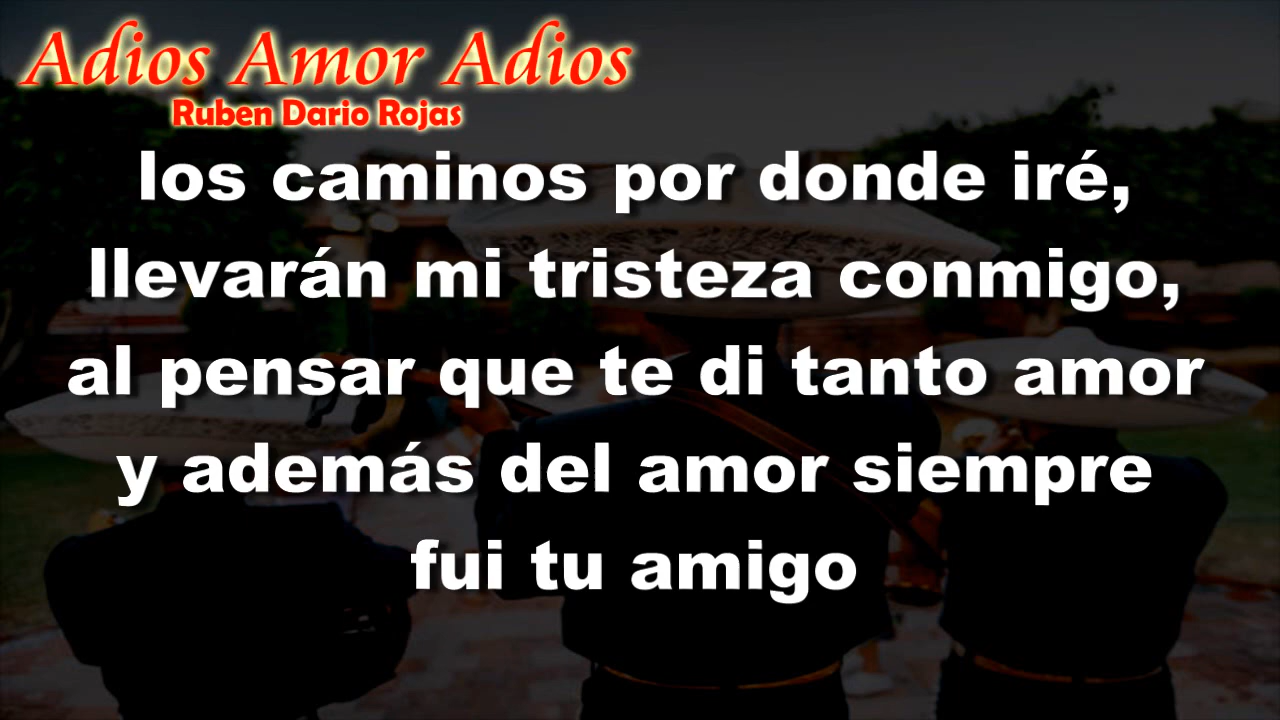 Adios Amor Adios
Ruben Dario Rojas
los caminos por donde iré,
llevarán mi tristeza conmigo,
al pensar que te di tanto amor
y además del amor siempre
fui tu amigo